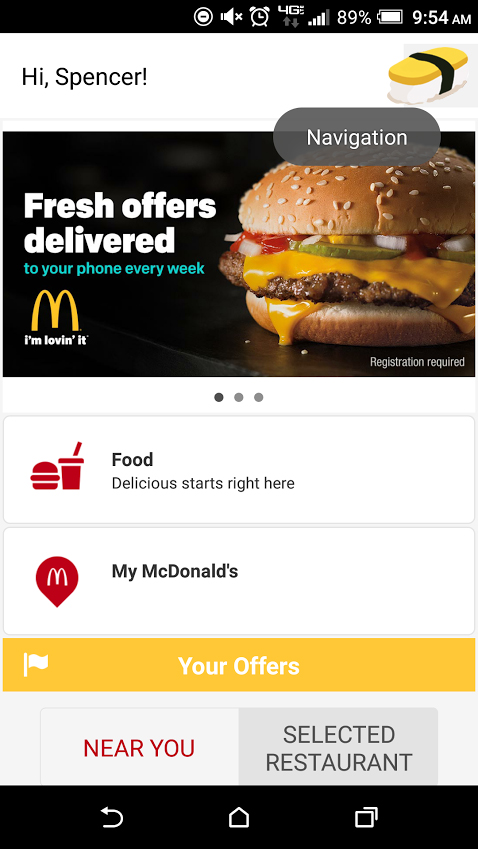 4G 89% 9:54 AM
Hi, Spencer!
Navigation
Fresh offers
delivered
to your phone every week
i'm lovin' it
Registration required
Food
Delicious starts right here
My McDonald's
Your Offers
NEAR YOU
SELECTED
RESTAURANT